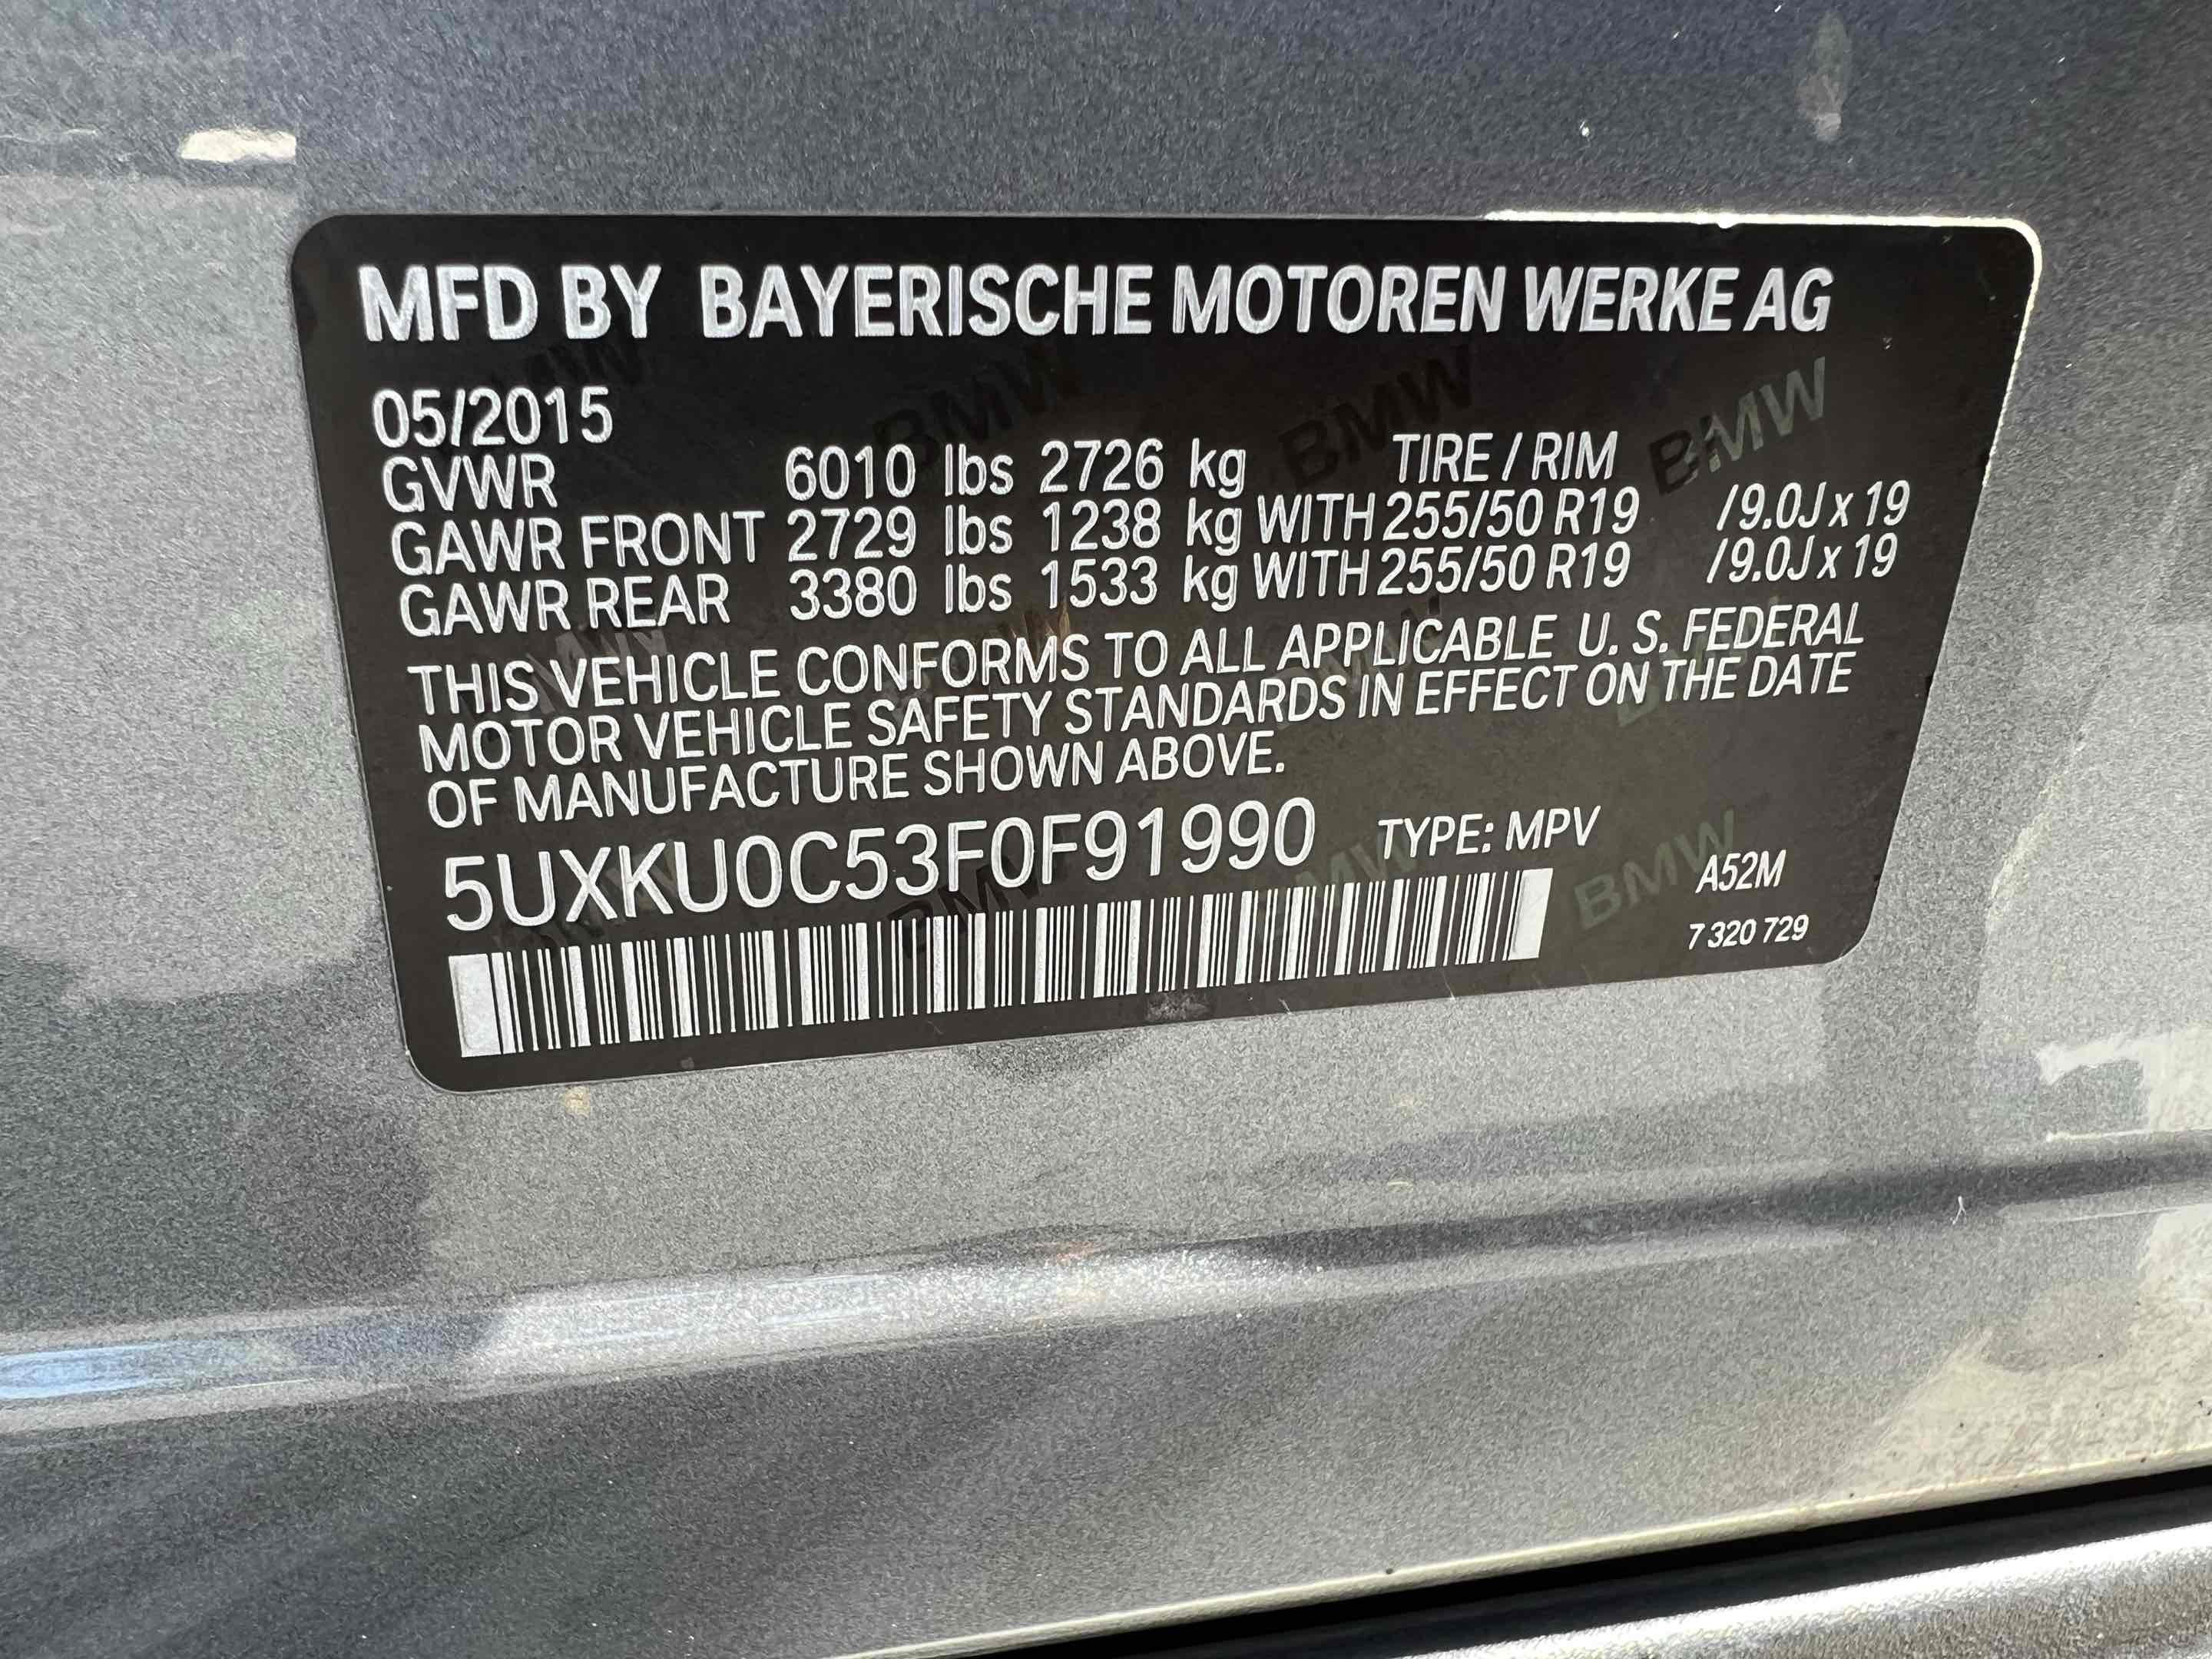 MFD BY BAYERISCHE MOTOREN WERKE AG
05/2015
GVWR 6010 lbs 2726 kg TIRE / RIM
GAWR FRONT 2729 lbs 1238 kg WITH 255/50 R19 /9.0J x 19
GAWR REAR 3380 lbs 1533 kg WITH 255/50 R19 /9.0J x 19
THIS VEHICLE CONFORMS TO ALL APPLICABLE U. S. FEDERAL
MOTOR VEHICLE SAFETY STANDARDS IN EFFECT ON THE DATE
OF MANUFACTURE SHOWN ABOVE.
5UXKU0C53F0F91990 TYPE: MPV
A52M
7 320 729